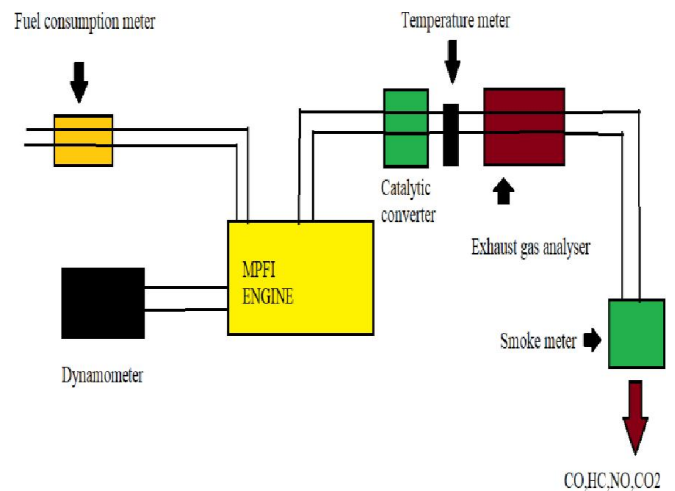 Fuel consumption meter
Temperature meter
Catalytic
converter
Exhaust gas analyser
MPFI
ENGINE
Dynamometer
Smoke meter
CO,HC,NO,CO2